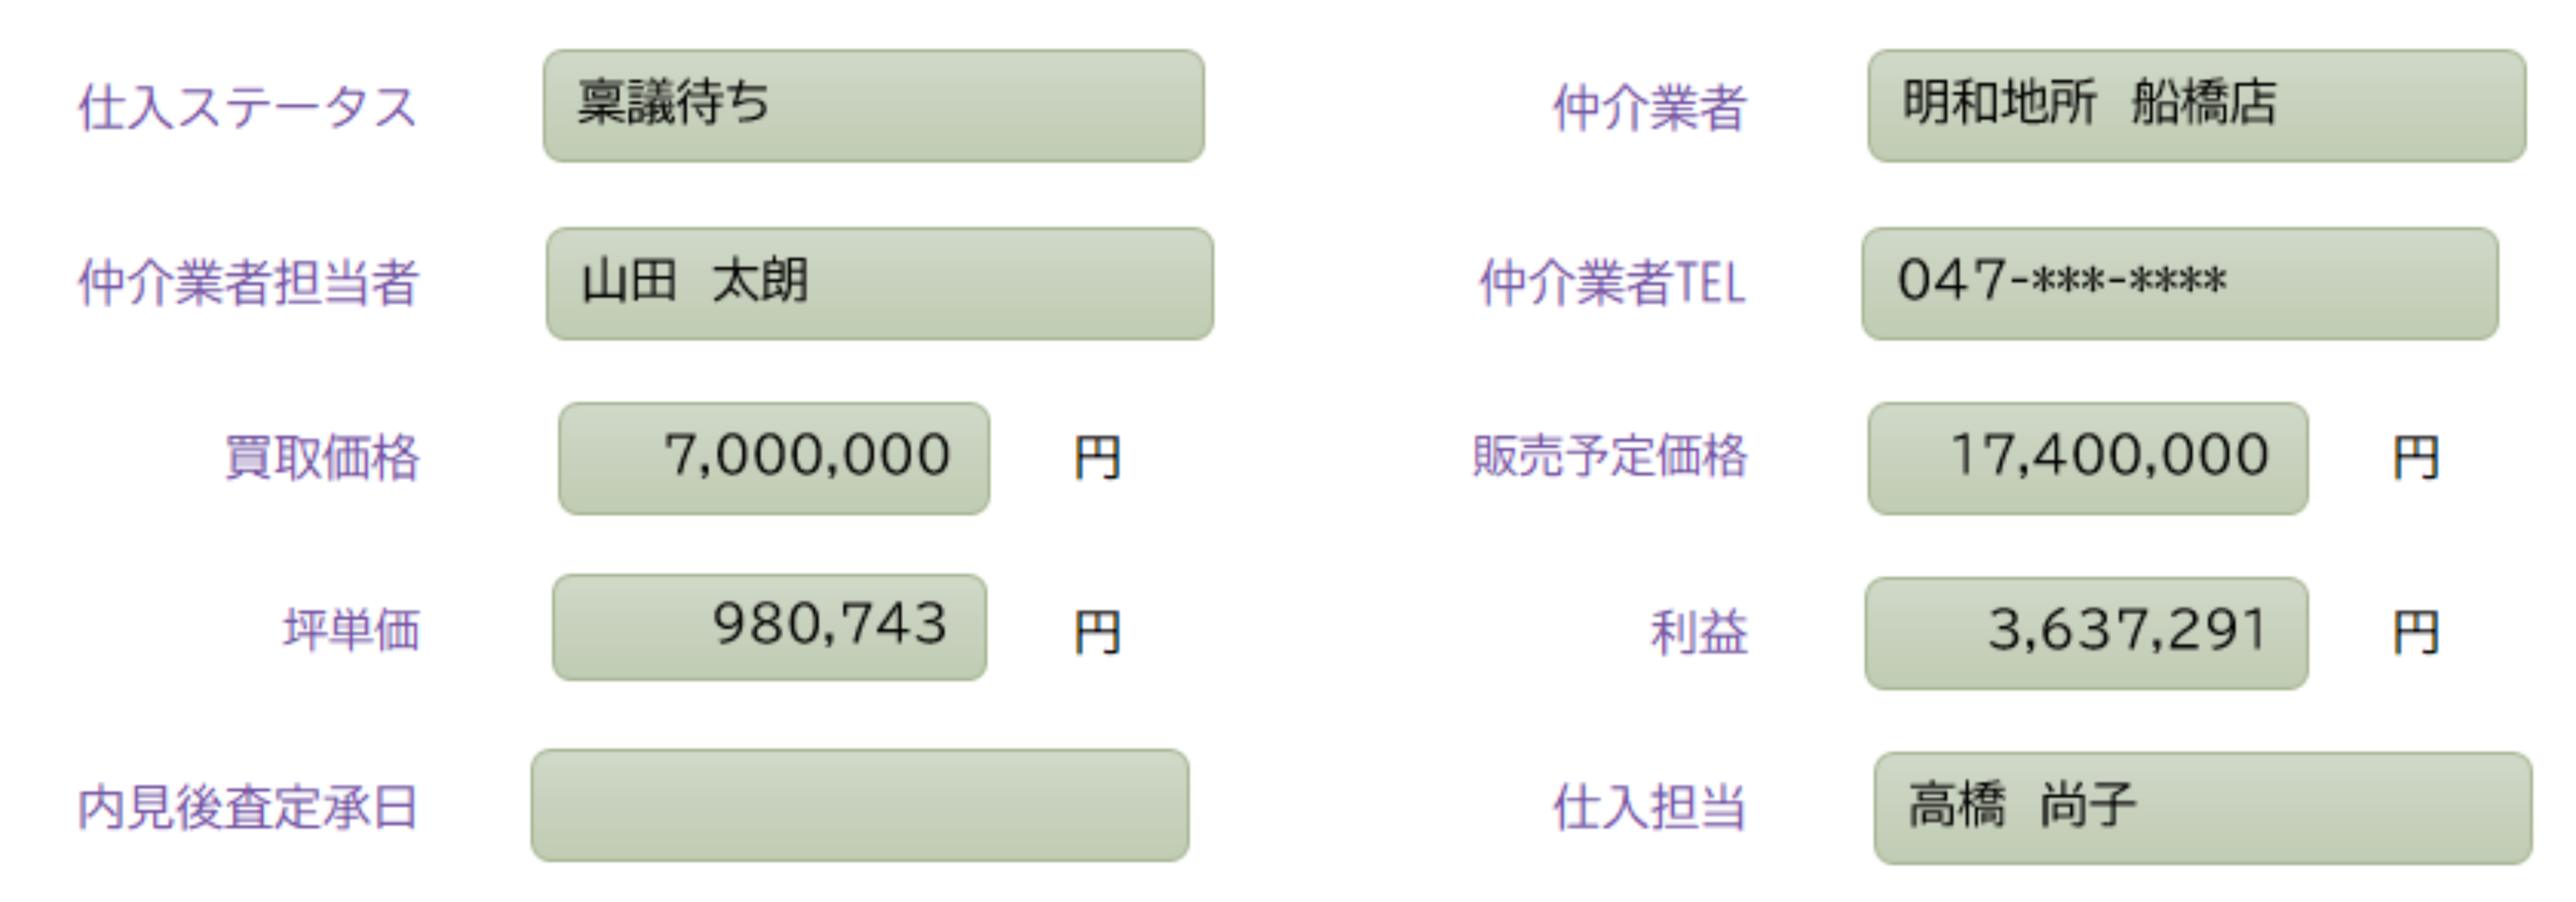 仕入ステータス 稟議待ち 仲介業者 明和地所 船橋店
仲介業者担当者 山田 太朗 仲介業者TEL 047-***-****
買取価格 7,000,000 円 販売予定価格 17,400,000 円
坪単価 980,743 円 利益 3,637,291 円
内見後査定承日 仕入担当 高橋 尚子